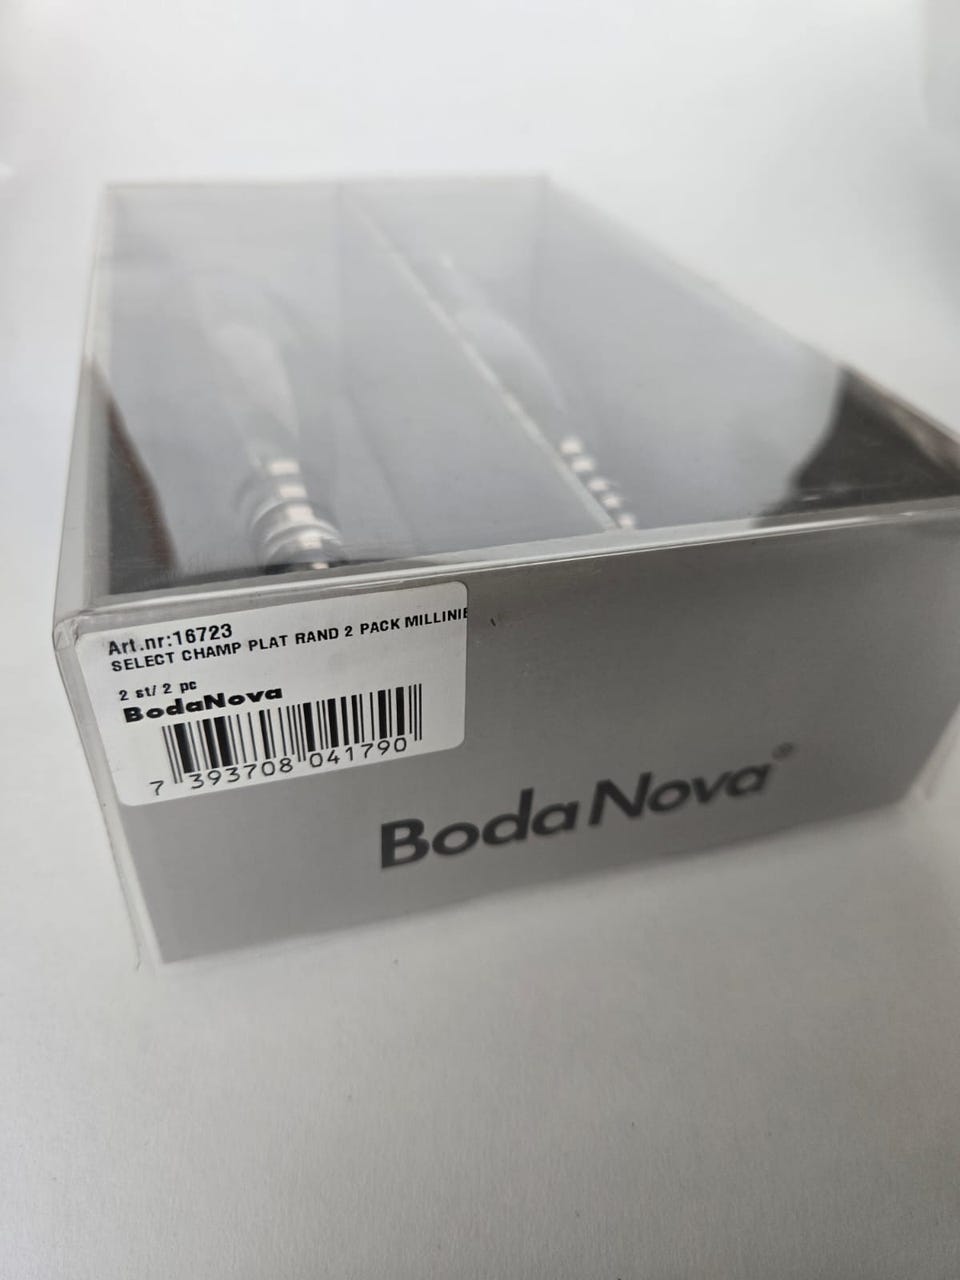 Art.nr:16723
SELECT CHAMP PLAT RAND 2 PACK MILLINIE
2 st/ 2 pc
BodaNova
7 393708 041790
BodaNova®